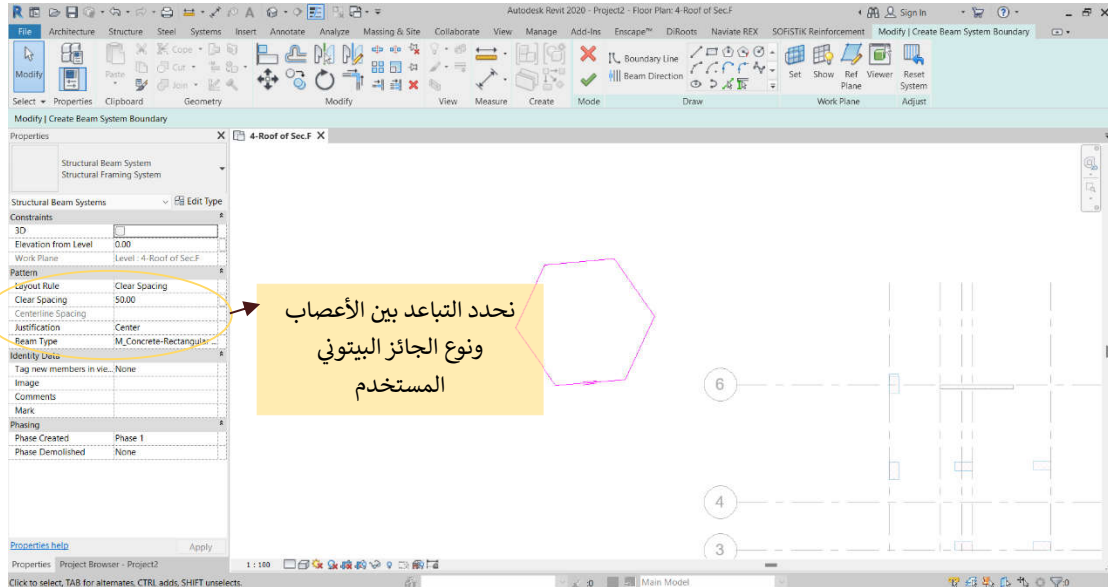 Autodesk Revit 2020 - Project2 - Floor Plan: 4-Roof of Sec.F
Sign In
File Architecture Structure Steel Systems Insert Annotate Analyze Massing & Site Collaborate View Manage Add-Ins Enscape™ DiRoots Naviate REX SOFiSTiK Reinforcement Modify | Create Beam System Boundary
Modify
Paste
Cope
Cut
Join
Boundary Line
Beam Direction
Set Show Ref Plane Viewer Reset System
Select Properties Clipboard Geometry Modify View Measure Create Mode Draw Work Plane Adjust
Modify | Create Beam System Boundary
Properties X
4-Roof of Sec.F X
Structural Beam System
Structural Framing System
Structural Beam Systems Edit Type
Constraints
3D
Elevation from Level 0.00
Work Plane Level : 4-Roof of Sec.F
Pattern
Layout Rule Clear Spacing
Clear Spacing 50.00
Centerline Spacing
Justification Center
Beam Type M_Concrete-Rectangular ...
Identity Data
Tag new members in vie... None
Image
Comments
Mark
Phasing
Phase Created Phase 1
Phase Demolished None
نحدد التباعد بين الأعصاب
ونوع الجائز البيتوني
المستخدم
6
4
3
Properties help Apply
Properties Project Browser - Project2
1 : 100
Click to select, TAB for alternates, CTRL adds, SHIFT unselects.
:0 Main Model
:0